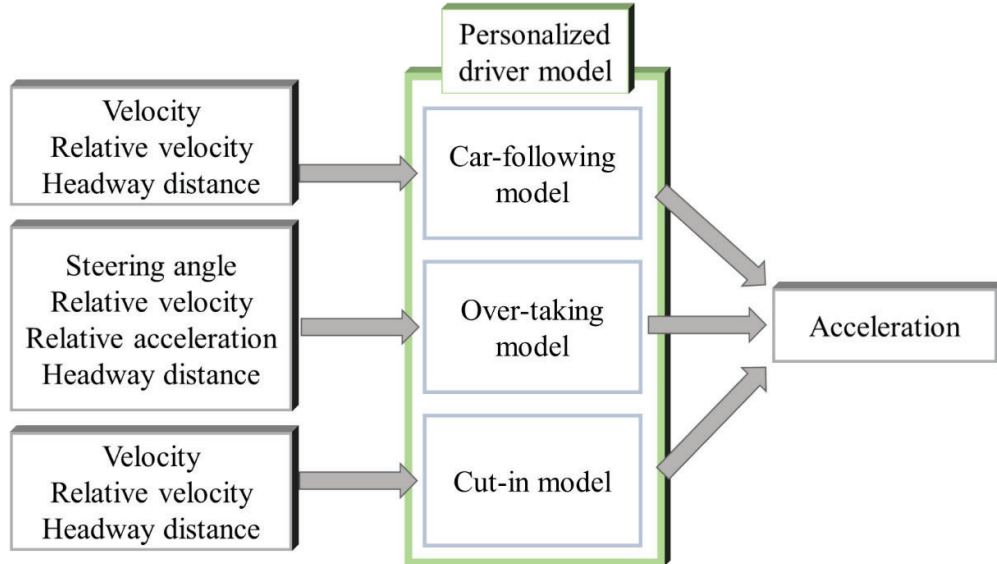 Personalized
driver model
Velocity
Relative velocity
Headway distance
Car-following
model
Steering angle
Relative velocity
Relative acceleration
Headway distance
Over-taking
model
Acceleration
Velocity
Relative velocity
Headway distance
Cut-in model